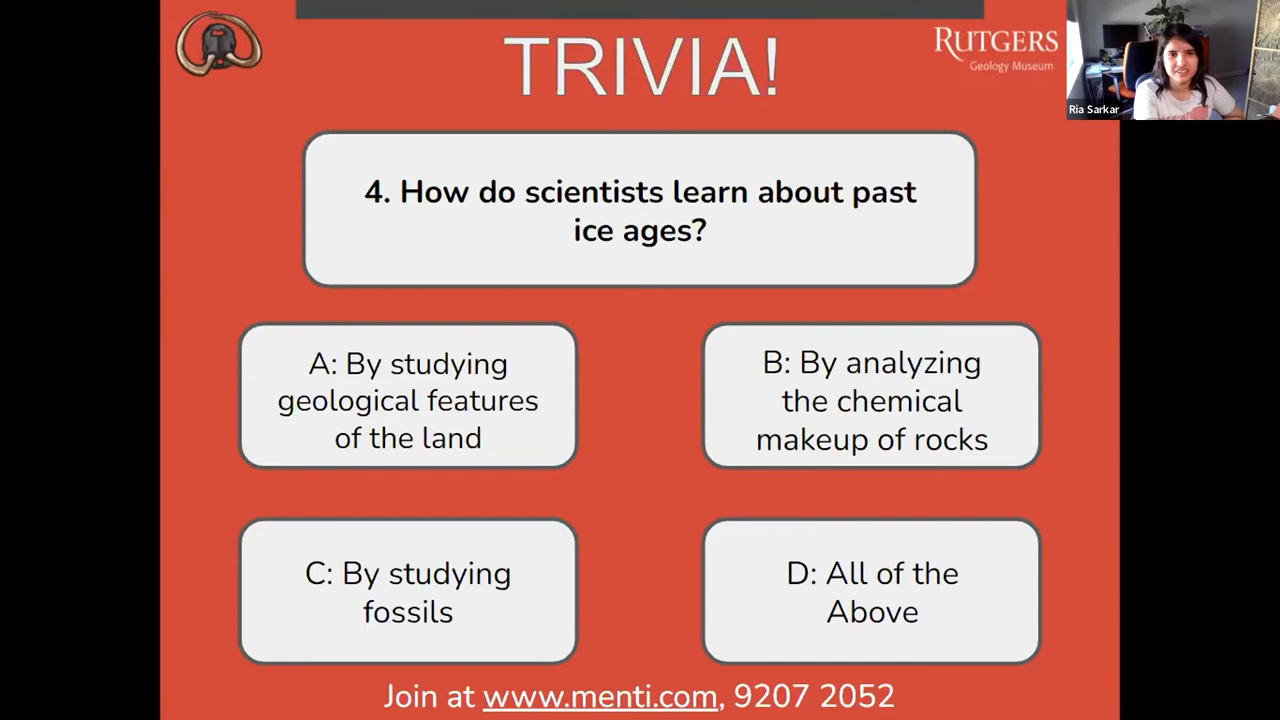 TRIVIA!
RUTGERS
Geology Museum
Ria Sarkar
4. How do scientists learn about past
ice ages?
A: By studying
geological features
of the land
B: By analyzing
the chemical
makeup of rocks
C: By studying
fossils
D: All of the
Above
Join at www.menti.com, 9207 2052